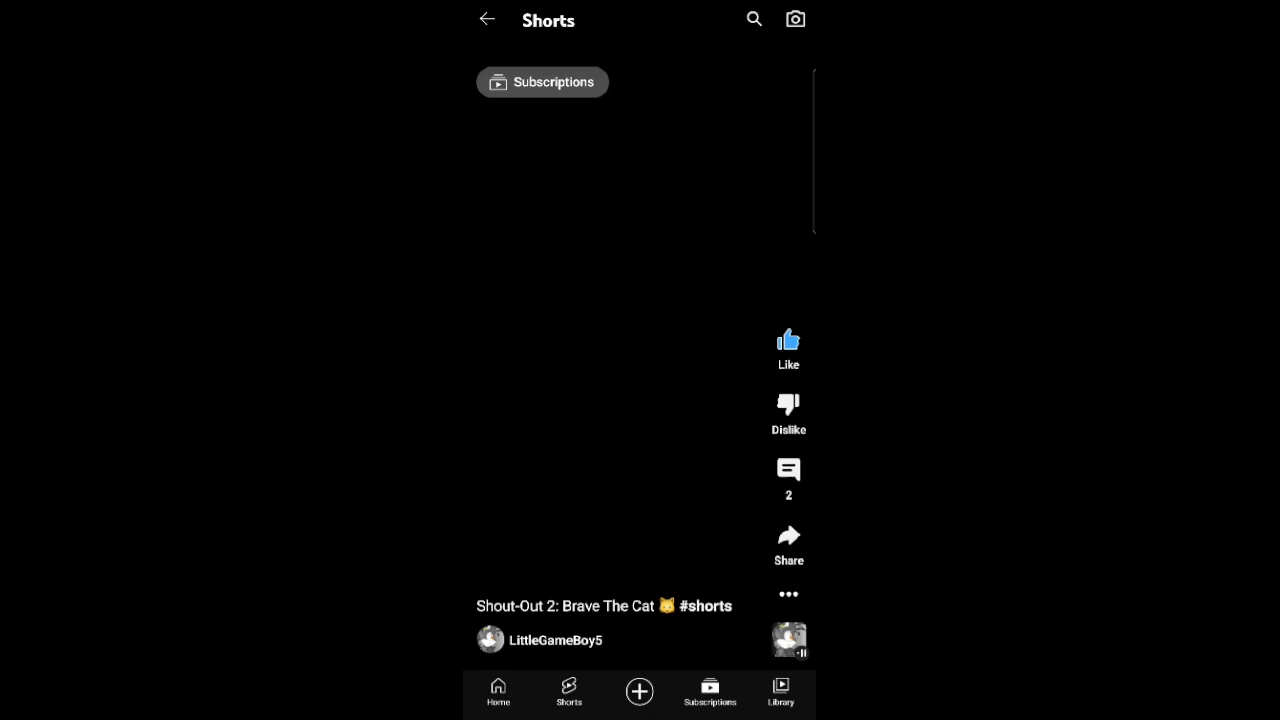 Shorts
Subscriptions
Like
Dislike
2
Share
Shout-Out 2: Brave The Cat 🐱 #shorts
LittleGameBoy5
Home
Shorts
Subscriptions
Library